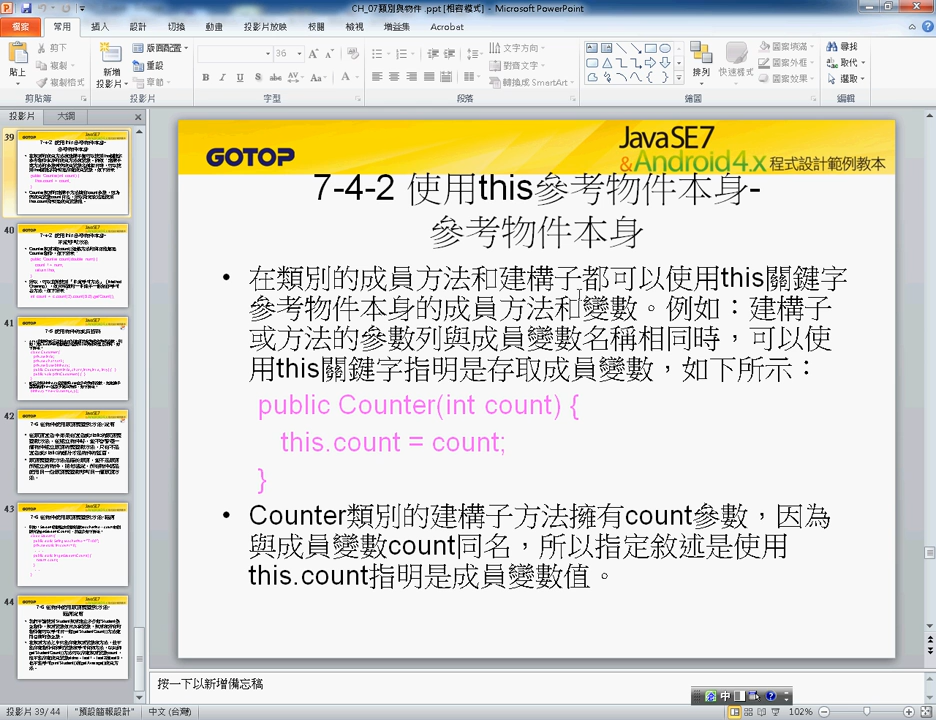 CH_07類別與物件 .ppt [相容模式] - Microsoft PowerPoint
檔案 常用 插入 設計 切換 動畫 投影片放映 校閱 檢視 增益集 Acrobat
貼上 剪下 複製 複製格式 剪貼簿
新增 投影片 版面配置 重設 章節 投影片
36 字型
文字方向 對齊文字 轉換成 SmartArt 段落
排列 快速樣式 圖案填滿 圖案外框 圖案效果 繪圖
尋找 取代 選取 編輯
投影片 大綱
39
40
41
42
43
44
GOTOP
JavaSE7
&Android4.x 程式設計範例教本
7-4-2 使用this參考物件本身-
參考物件本身
• 在類別的成員方法和建構子都可以使用this關鍵字
參考物件本身的成員方法和變數。例如：建構子
或方法的參數列與成員變數名稱相同時，可以使
用this關鍵字指明是存取成員變數，如下所示：
public Counter(int count) {
this.count = count;
}
• Counter類別的建構子方法擁有count參數，因為
與成員變數count同名，所以指定敘述是使用
this.count指明是成員變數值。
按一下以新增備忘稿
中
投影片 39/44 "預設簡報設計" 中文 (台灣) 102%